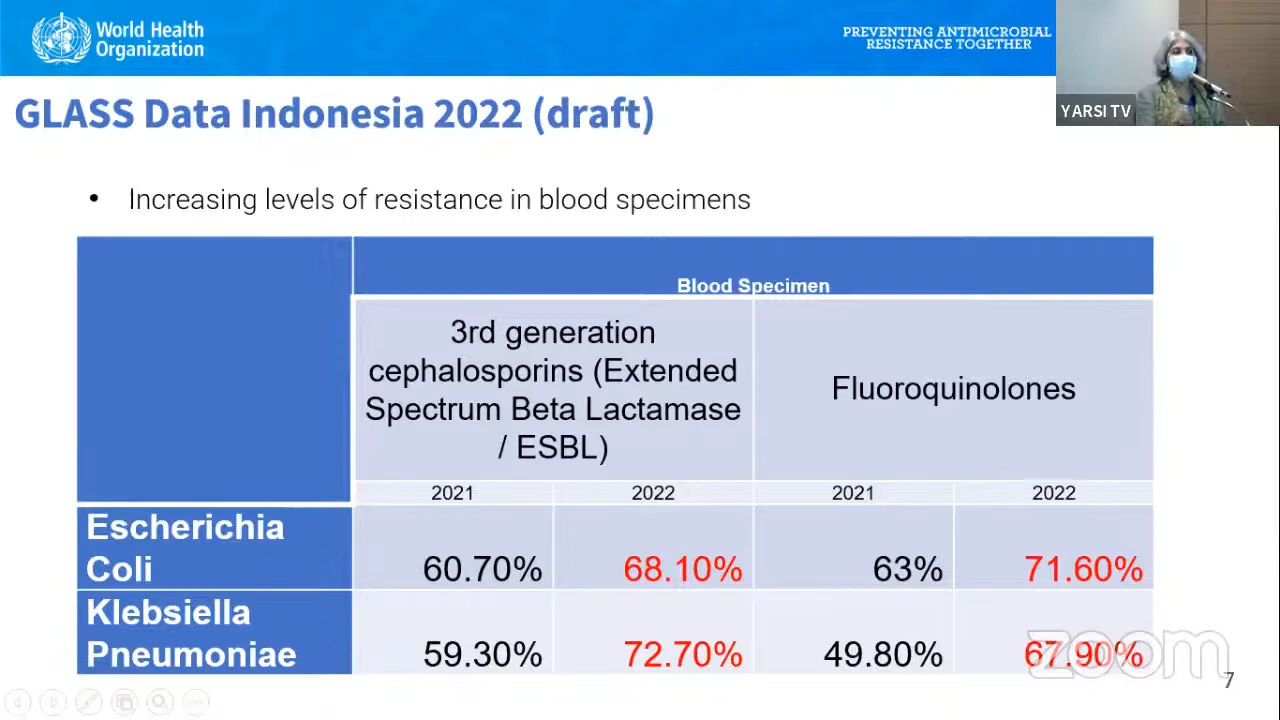 World Health
Organization
PREVENTING ANTIMICROBIAL
RESISTANCE TOGETHER
YARSI TV
GLASS Data Indonesia 2022 (draft)
• Increasing levels of resistance in blood specimens
Blood Specimen
3rd generation
cephalosporins (Extended
Spectrum Beta Lactamase
/ ESBL)
Fluoroquinolones
2021 2022 2021 2022
Escherichia
Coli 60.70% 68.10% 63% 71.60%
Klebsiella
Pneumoniae 59.30% 72.70% 49.80% 67.90%
zoom
7